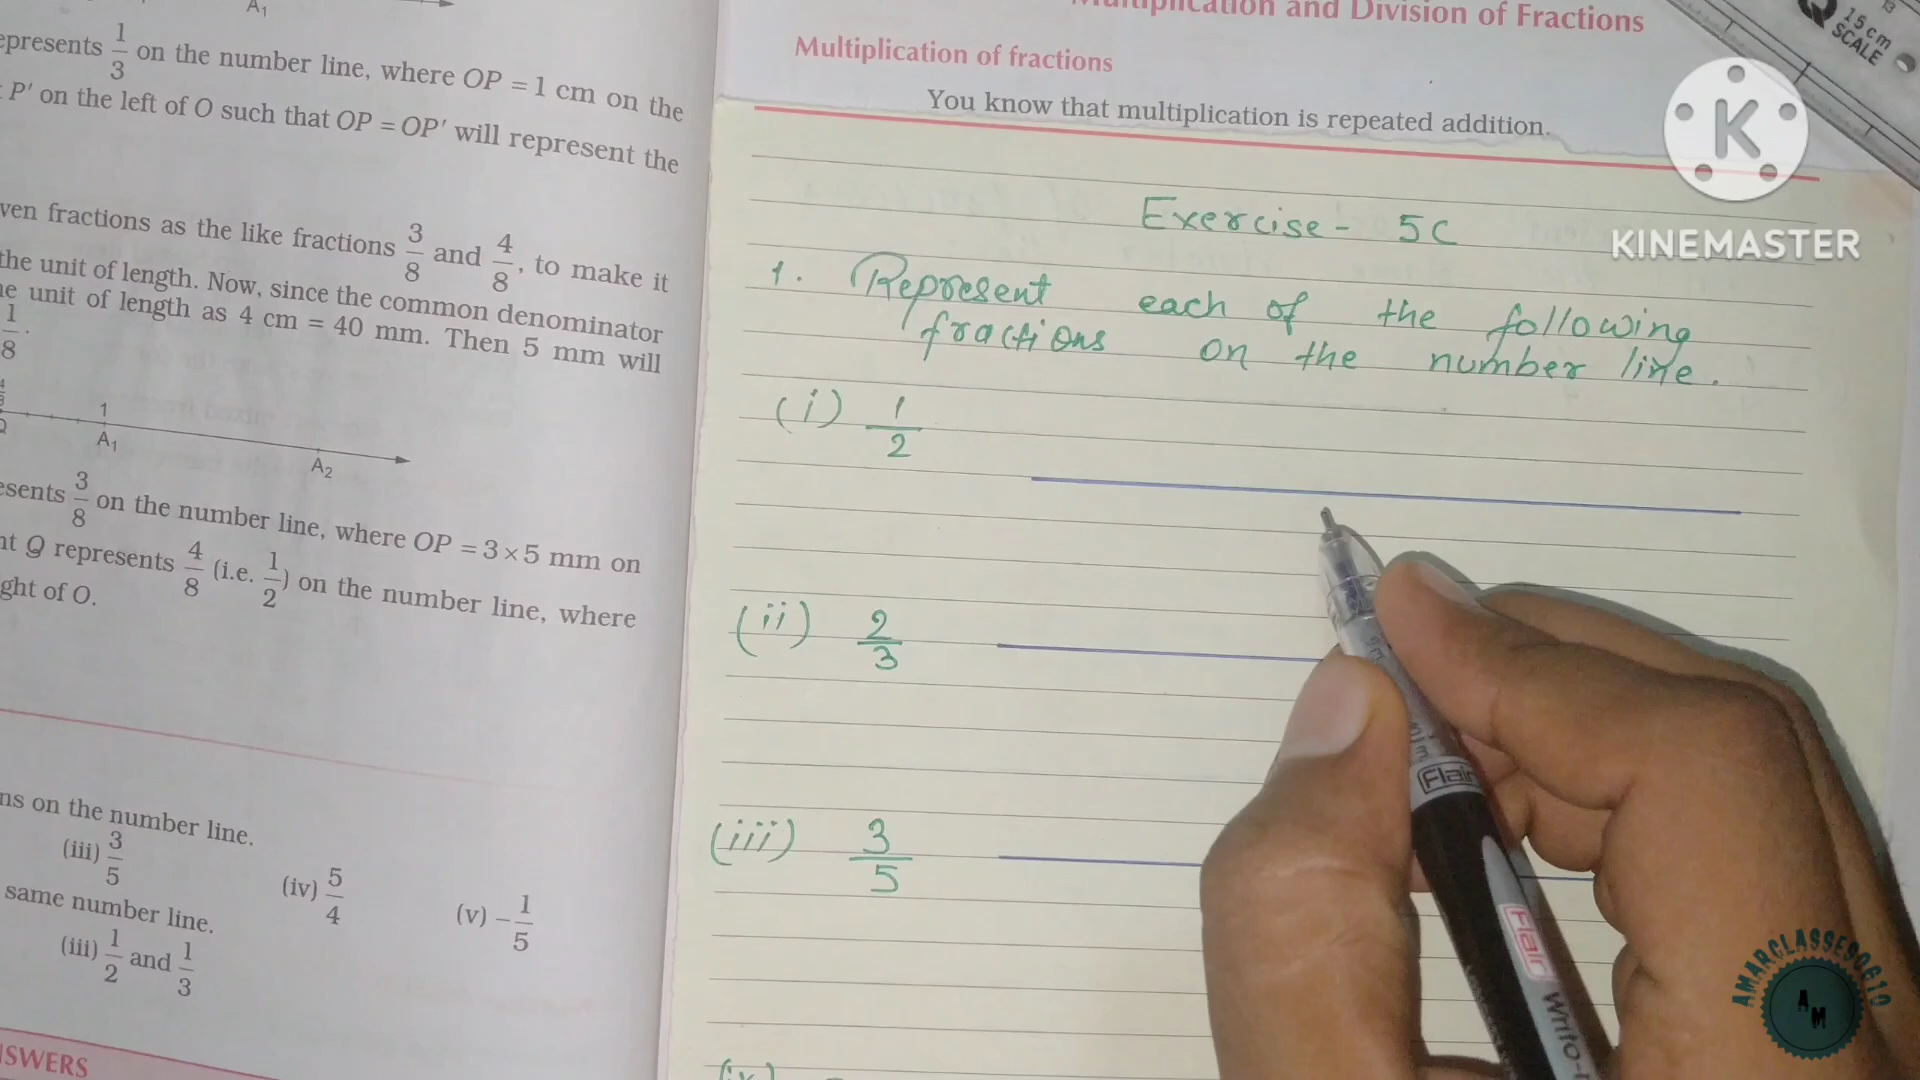 A₁
epresents 1/3 on the number line, where OP = 1 cm on the
P' on the left of O such that OP = OP' will represent the
ven fractions as the like fractions 3/8 and 4/8, to make it
the unit of length. Now, since the common denominator
ne unit of length as 4 cm = 40 mm. Then 5 mm will
1/8.
1
A₁
A₂
esents 3/8 on the number line, where OP = 3 × 5 mm on
nt Q represents 4/8 (i.e. 1/2) on the number line, where
ght of O.
ns on the number line.
(iii) 3/5 (iv) 5/4 (v) -1/5
same number line.
(iii) 1/2 and 1/3
NSWERS
Multiplication and Division of Fractions
Multiplication of fractions
You know that multiplication is repeated addition.
Exercise - 5C
1. Represent each of the following
fractions on the number line.
(i) 1/2
(ii) 2/3
(iii) 3/5
15cm
SCALE
K
KINEMASTER
Flair
Flair
AMARCLASSES0610
AM